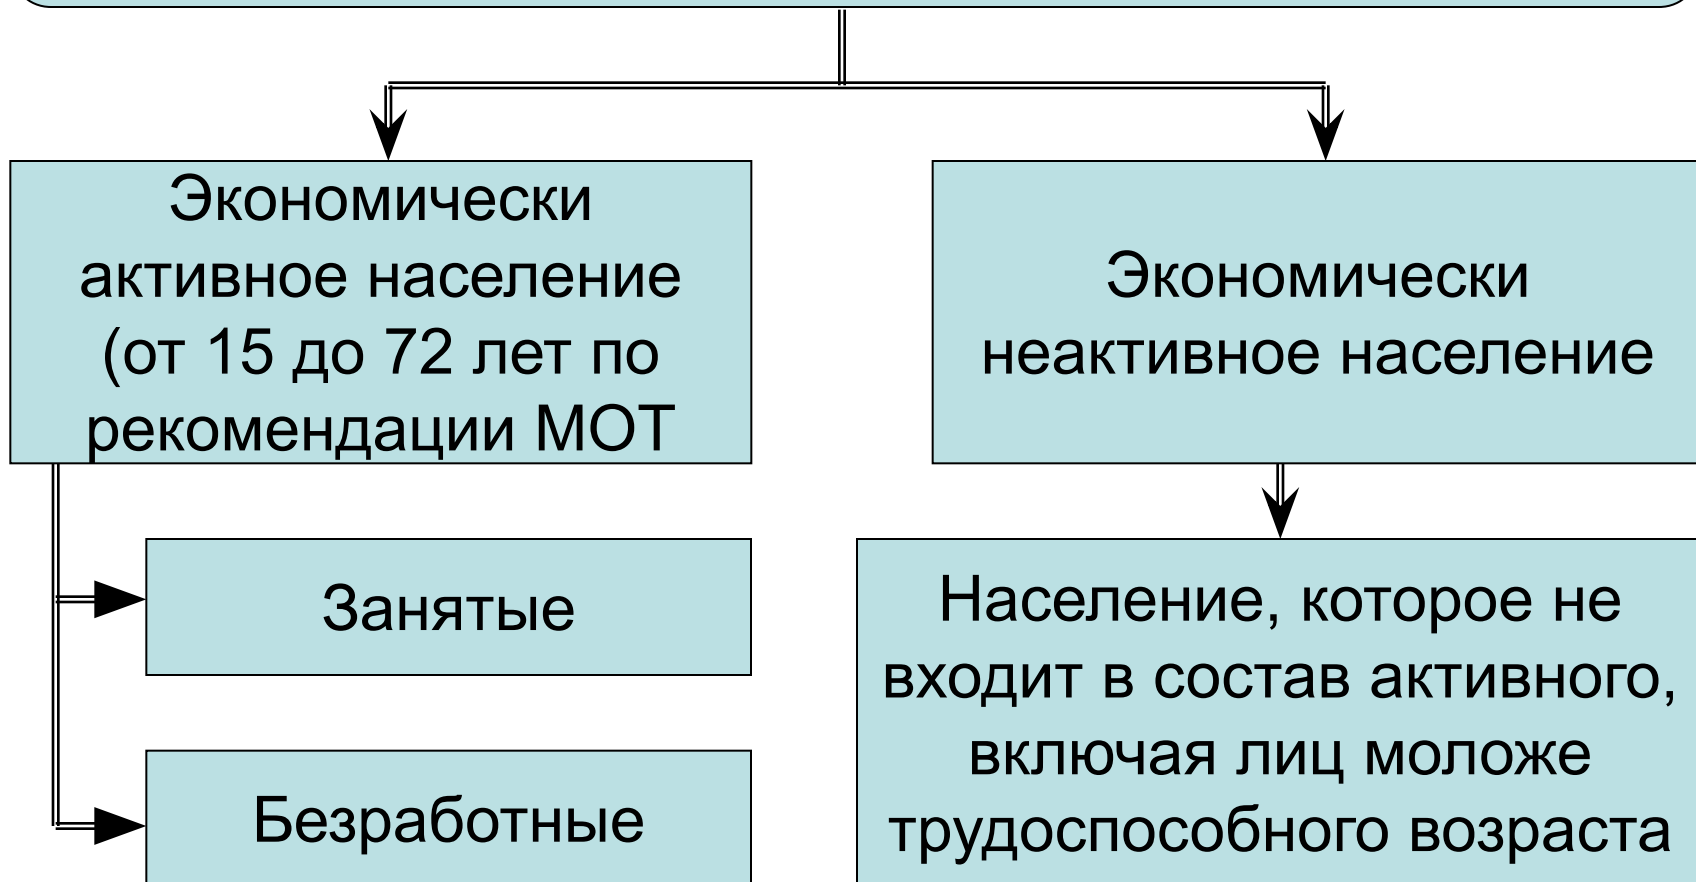 Экономически
активное население
(от 15 до 72 лет по
рекомендации МОТ
Экономически
неактивное население
Занятые
Безработные
Население, которое не
входит в состав активного,
включая лиц моложе
трудоспособного возраста